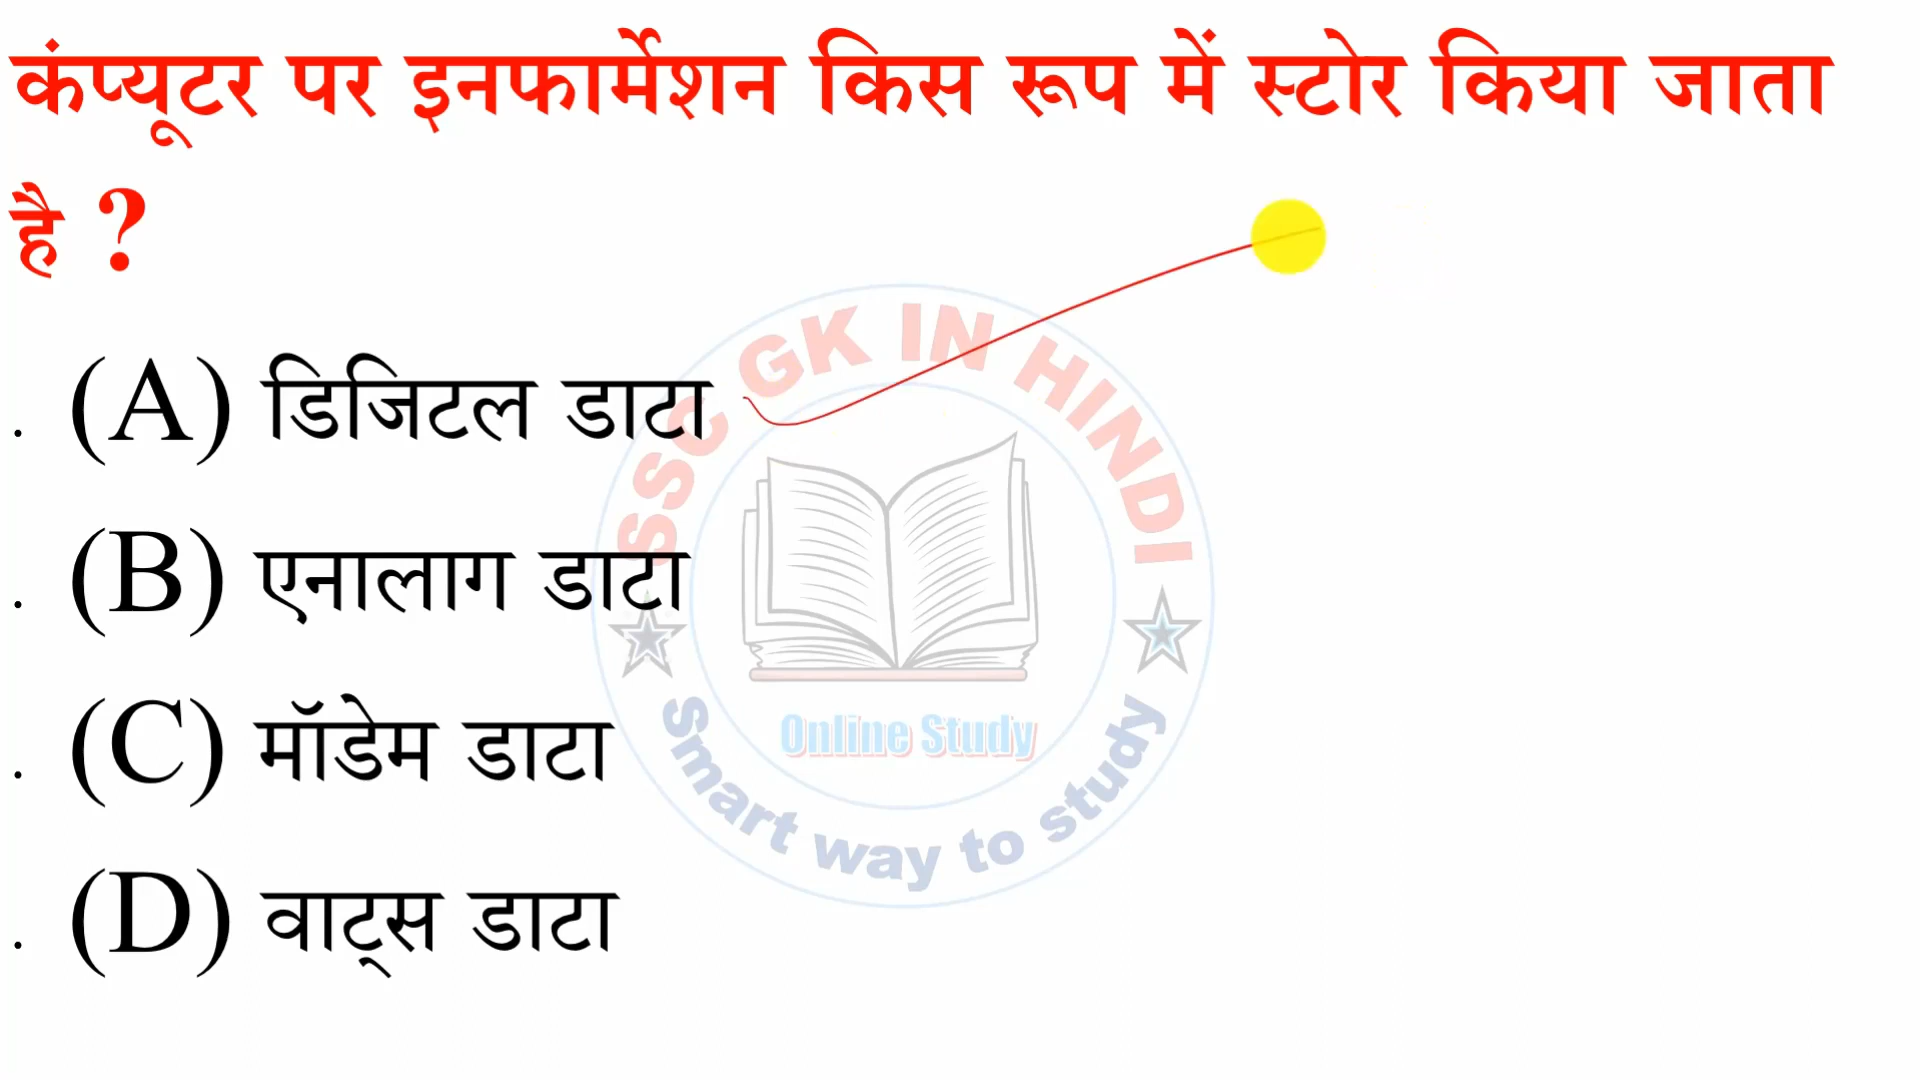 कंप्यूटर पर इनफार्मेशन किस रूप में स्टोर किया जाता
है ?
. (A) डिजिटल डाटा
. (B) एनालाग डाटा
. (C) मॉडेम डाटा
. (D) वाट्स डाटा
SSC GK IN HINDI
Online Study
Smart way to study